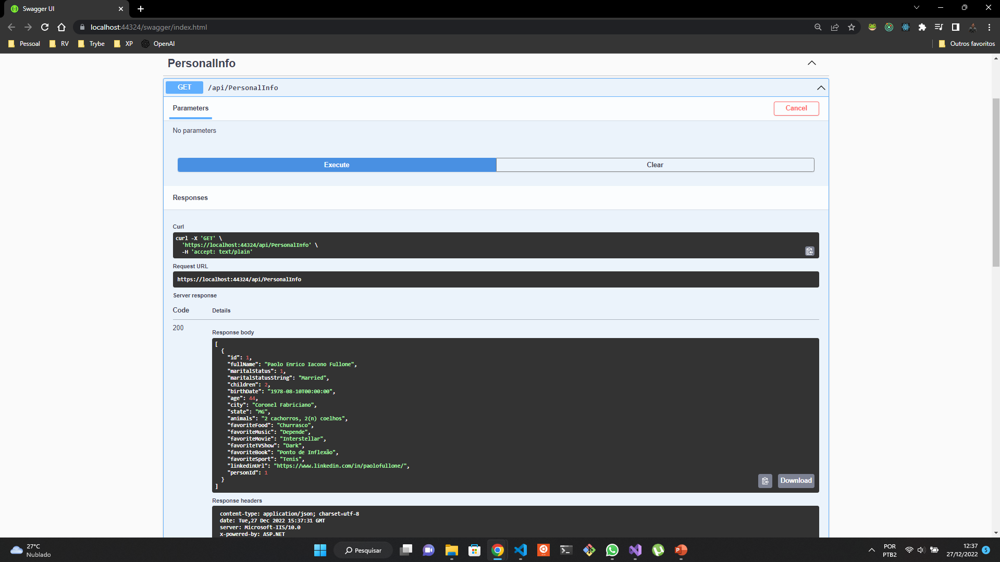 Swagger UI
localhost:44324/swagger/index.html
Pessoal RV Trybe XP OpenAI Outros favoritos
PersonalInfo
GET /api/PersonalInfo
Parameters
Cancel
No parameters
Execute Clear
Responses
Curl
curl -X 'GET' \
'https://localhost:44324/api/PersonalInfo' \
-H 'accept: text/plain'
Request URL
https://localhost:44324/api/PersonalInfo
Server response
Code Details
200
Response body
[
{
"id": 1,
"fullName": "Paolo Enrico Iacono Fullone",
"maritalStatus": 1,
"maritalStatusString": "Married",
"children": 2,
"birthDate": "1978-08-10T00:00:00",
"age": 44,
"city": "Coronel Fabriciano",
"state": "MG",
"animals": "2 cachorros, 2(n) coelhos",
"favoriteFood": "Churrasco",
"favoriteMusic": "Depende",
"favoriteMovie": "Interstellar",
"favoriteTVShow": "Dark",
"favoriteBook": "Ponto de Inflexão",
"favoriteSport": "Tenis",
"linkedinUrl": "https://www.linkedin.com/in/paolofullone/",
"personId": 1
}
]
Download
Response headers
content-type: application/json; charset=utf-8
date: Tue,27 Dec 2022 15:37:31 GMT
server: Microsoft-IIS/10.0
x-powered-by: ASP.NET
27°C
Nublado
Pesquisar
POR
PTB2
12:37
27/12/2022
5